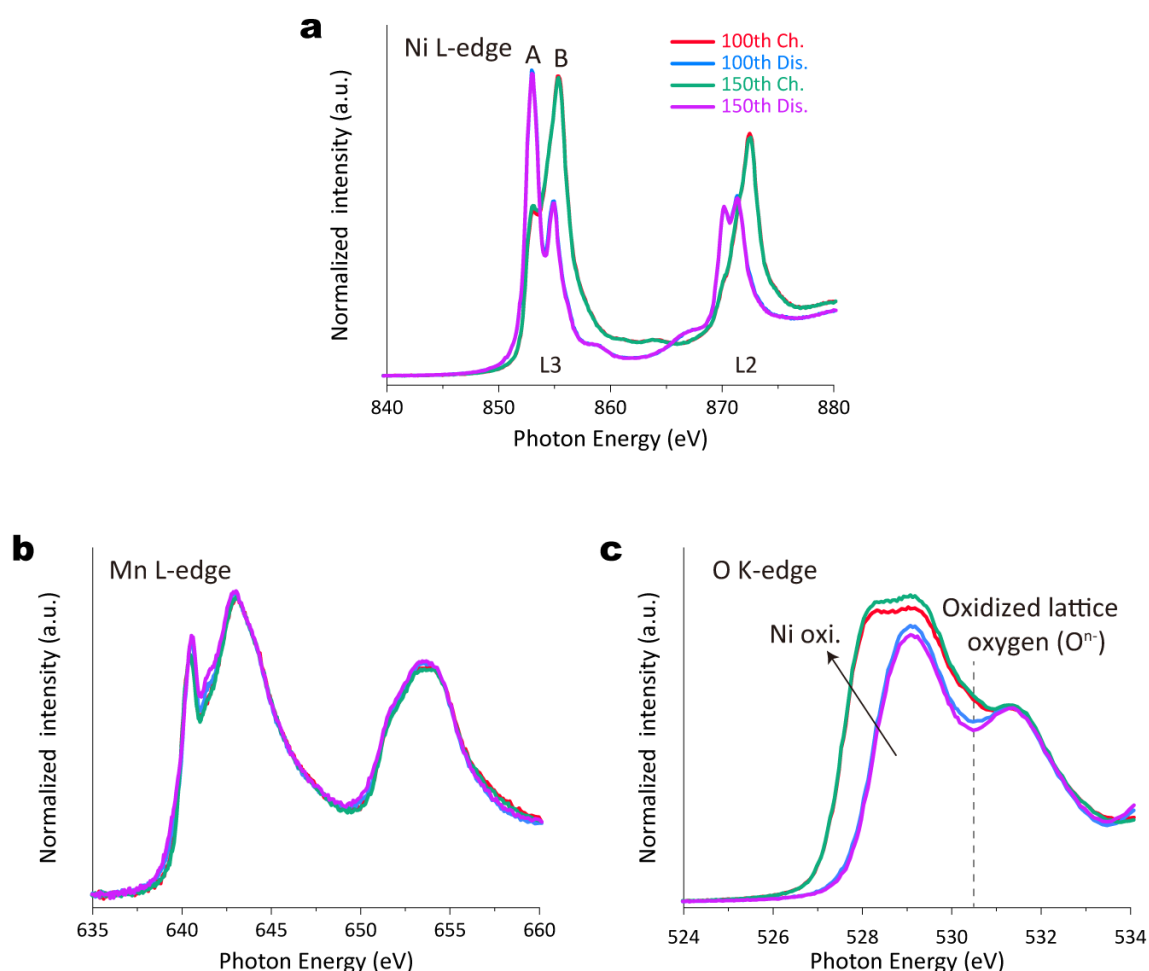 a
Ni L-edge
A
B
100th Ch.
100th Dis.
150th Ch.
150th Dis.
Normalized intensity (a.u.)
L3
L2
840
850
860
870
880
Photon Energy (eV)
b
Mn L-edge
Normalized intensity (a.u.)
635
640
645
650
655
660
Photon Energy (eV)
c
O K-edge
Ni oxi.
Oxidized lattice
oxygen (Oⁿ⁻)
Normalized intensity (a.u.)
524
526
528
530
532
534
Photon Energy (eV)